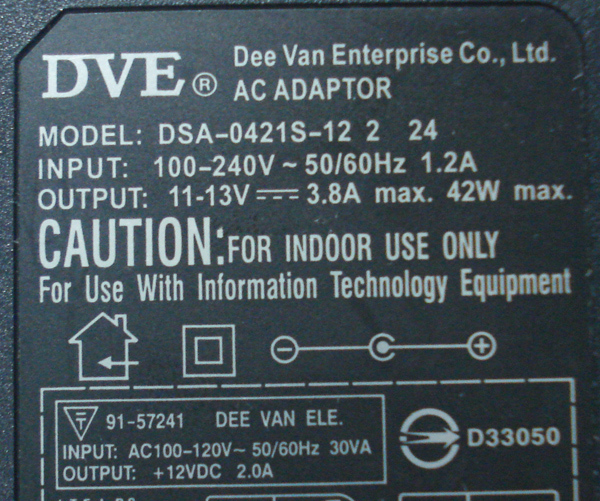 DVE® Dee Van Enterprise Co., Ltd.
AC ADAPTOR
MODEL: DSA-0421S-12 2 24
INPUT: 100-240V ~ 50/60Hz 1.2A
OUTPUT: 11-13V ⎓ 3.8A max. 42W max.
CAUTION: FOR INDOOR USE ONLY
For Use With Information Technology Equipment
91-57241 DEE VAN ELE.
INPUT: AC100-120V~ 50/60Hz 30VA
OUTPUT: +12VDC 2.0A
D33050